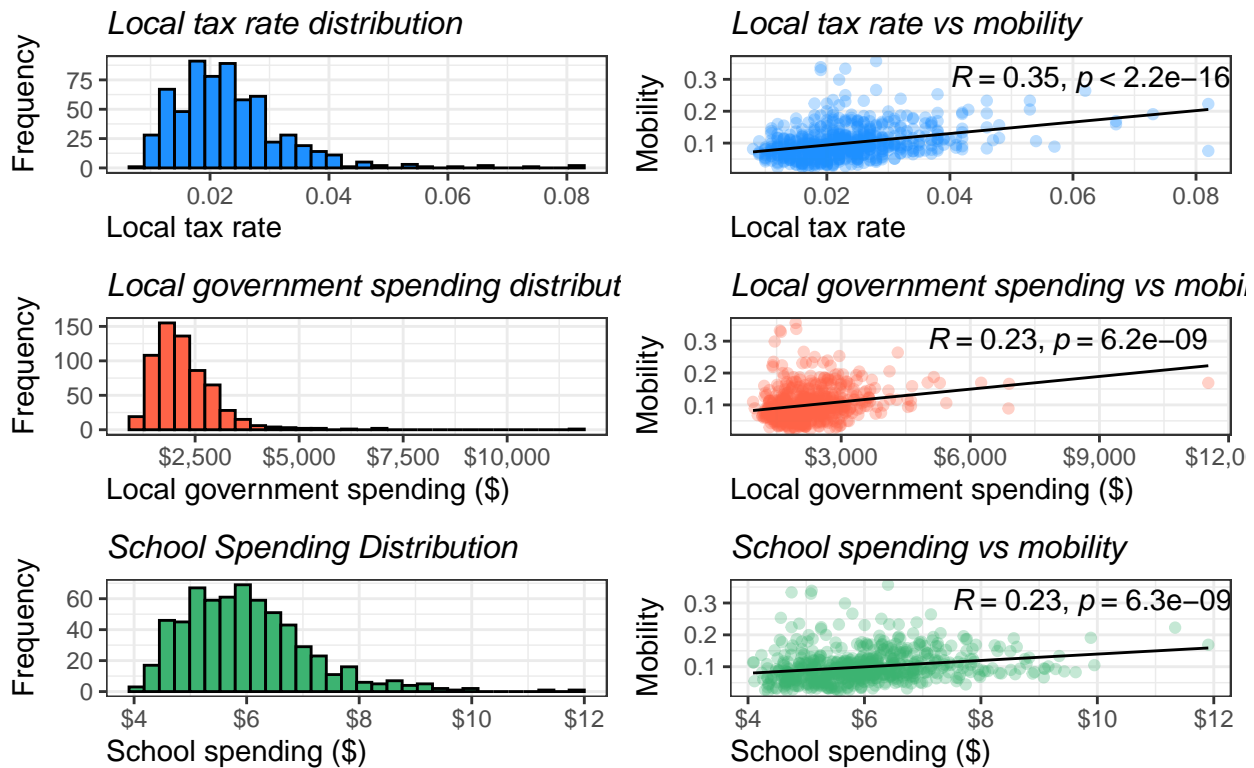 Local tax rate distribution
Frequency
75
50
25
0
0.02 0.04 0.06 0.08
Local tax rate
Local tax rate vs mobility
Mobility
0.3
0.2
0.1
R = 0.35, p < 2.2e−16
0.02 0.04 0.06 0.08
Local tax rate
Local government spending distribut
Frequency
150
100
50
0
$2,500 $5,000 $7,500 $10,000
Local government spending ($)
Local government spending vs mobil
Mobility
0.3
0.2
0.1
R = 0.23, p = 6.2e−09
$3,000 $6,000 $9,000 $12,0
Local government spending ($)
School Spending Distribution
Frequency
60
40
20
0
$4 $6 $8 $10 $12
School spending ($)
School spending vs mobility
Mobility
0.3
0.2
0.1
R = 0.23, p = 6.3e−09
$4 $6 $8 $10 $12
School spending ($)